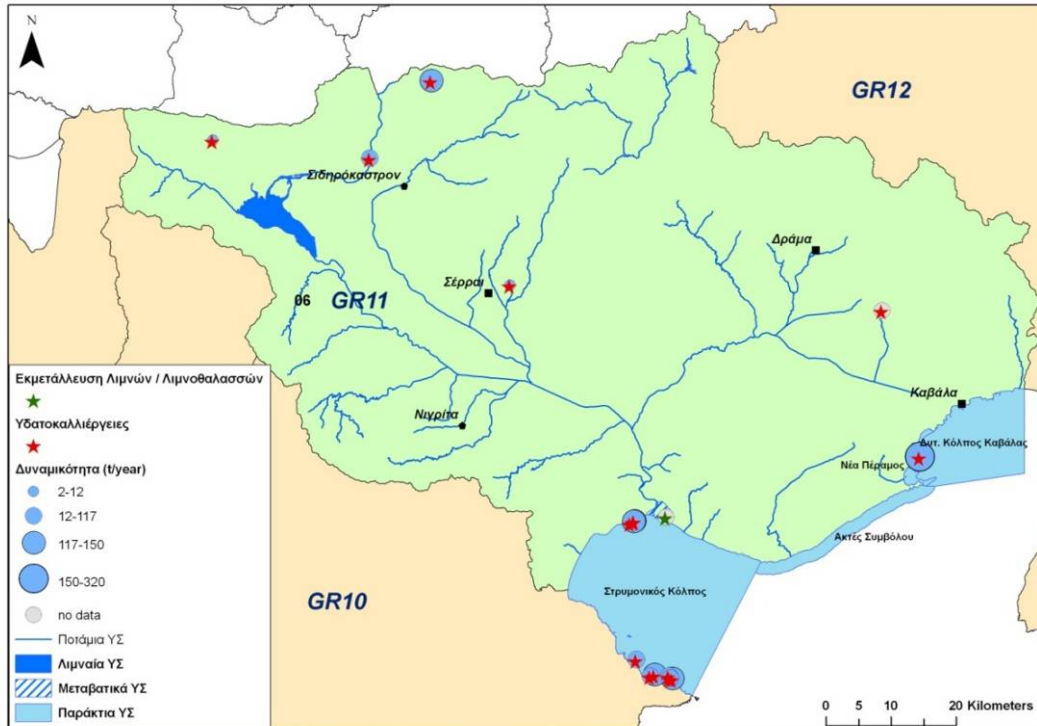 N
GR12
Σιδηρόκαστρον
Δράμα
Σέρραι
06
GR11
Καβάλα
Νιγρίτα
Δυτ. Κόλπος Καβάλας
Νέα Πέραμος
Ακτές Συμβόλου
Στρυμονικός Κόλπος
GR10
Εκμετάλλευση Λιμνών / Λιμνοθαλασσών
Υδατοκαλλιέργειες
Δυναμικότητα (t/year)
2-12
12-117
117-150
150-320
no data
Ποτάμια ΥΣ
Λιμναία ΥΣ
Μεταβατικά ΥΣ
Παράκτια ΥΣ
0 5 10 20 Kilometers